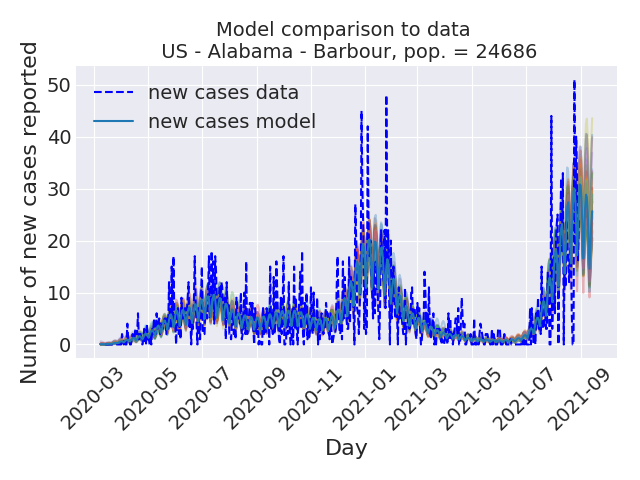 Model comparison to data
US - Alabama - Barbour, pop. = 24686
Number of new cases reported
50
40
30
20
10
0
new cases data
new cases model
2020-03
2020-05
2020-07
2020-09
2020-11
2021-01
2021-03
2021-05
2021-07
2021-09
Day